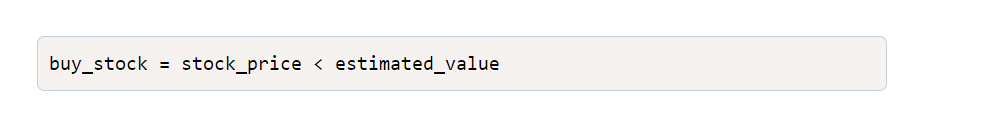 buy_stock = stock_price < estimated_value